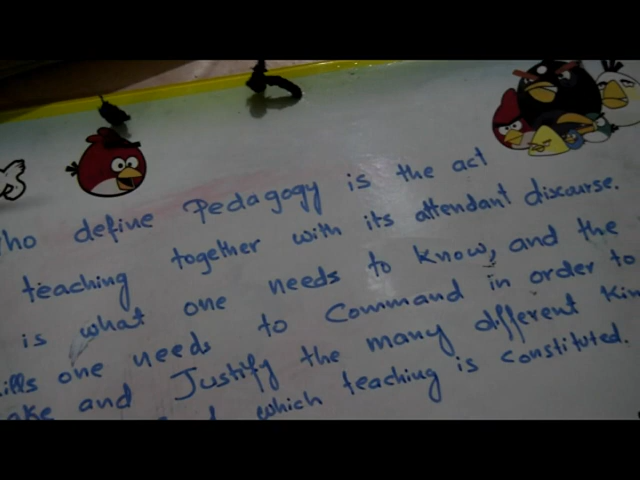 ho define Pedagogy is the act
teaching together with its attendant discourse.
is what one needs to know, and the
ills one needs to Command in order to
ake and Justify the many different Kin
which teaching is constituted.